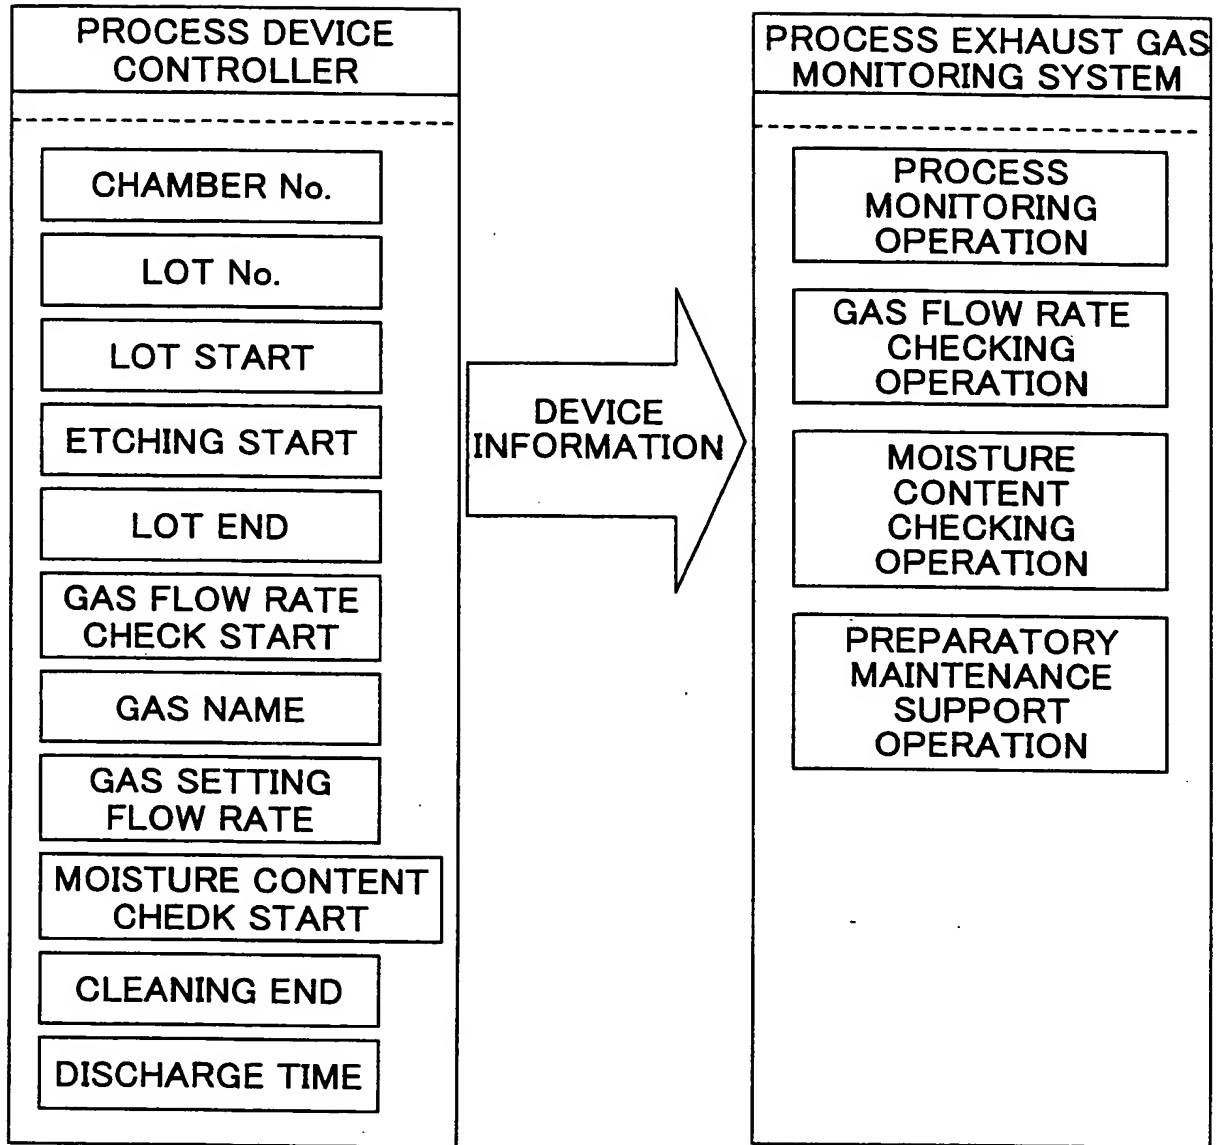 PROCESS DEVICE
CONTROLLER
CHAMBER No.
LOT No.
LOT START
ETCHING START
LOT END
GAS FLOW RATE
CHECK START
GAS NAME
GAS SETTING
FLOW RATE
MOISTURE CONTENT
CHEDK START
CLEANING END
DISCHARGE TIME
DEVICE
INFORMATION
PROCESS EXHAUST GAS
MONITORING SYSTEM
PROCESS
MONITORING
OPERATION
GAS FLOW RATE
CHECKING
OPERATION
MOISTURE
CONTENT
CHECKING
OPERATION
PREPARATORY
MAINTENANCE
SUPPORT
OPERATION